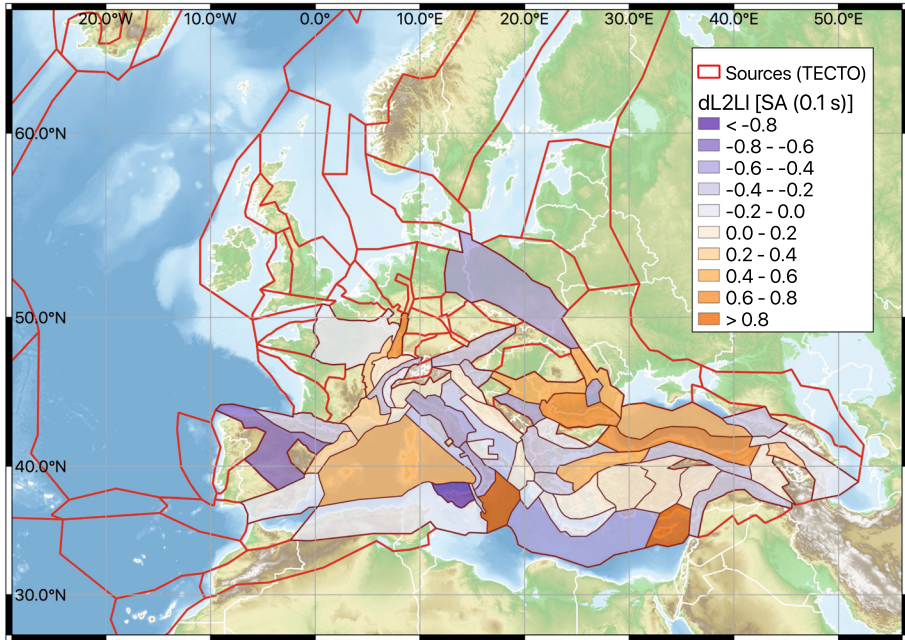 20.0°W 10.0°W 0.0° 10.0°E 20.0°E 30.0°E 40.0°E 50.0°E
Sources (TECTO)
dL2LI [SA (0.1 s)]
< -0.8
60.0°N
-0.8 - -0.6
-0.6 - -0.4
-0.4 - -0.2
-0.2 - 0.0
0.0 - 0.2
0.2 - 0.4
0.4 - 0.6
0.6 - 0.8
50.0°N
> 0.8
40.0°N
30.0°N